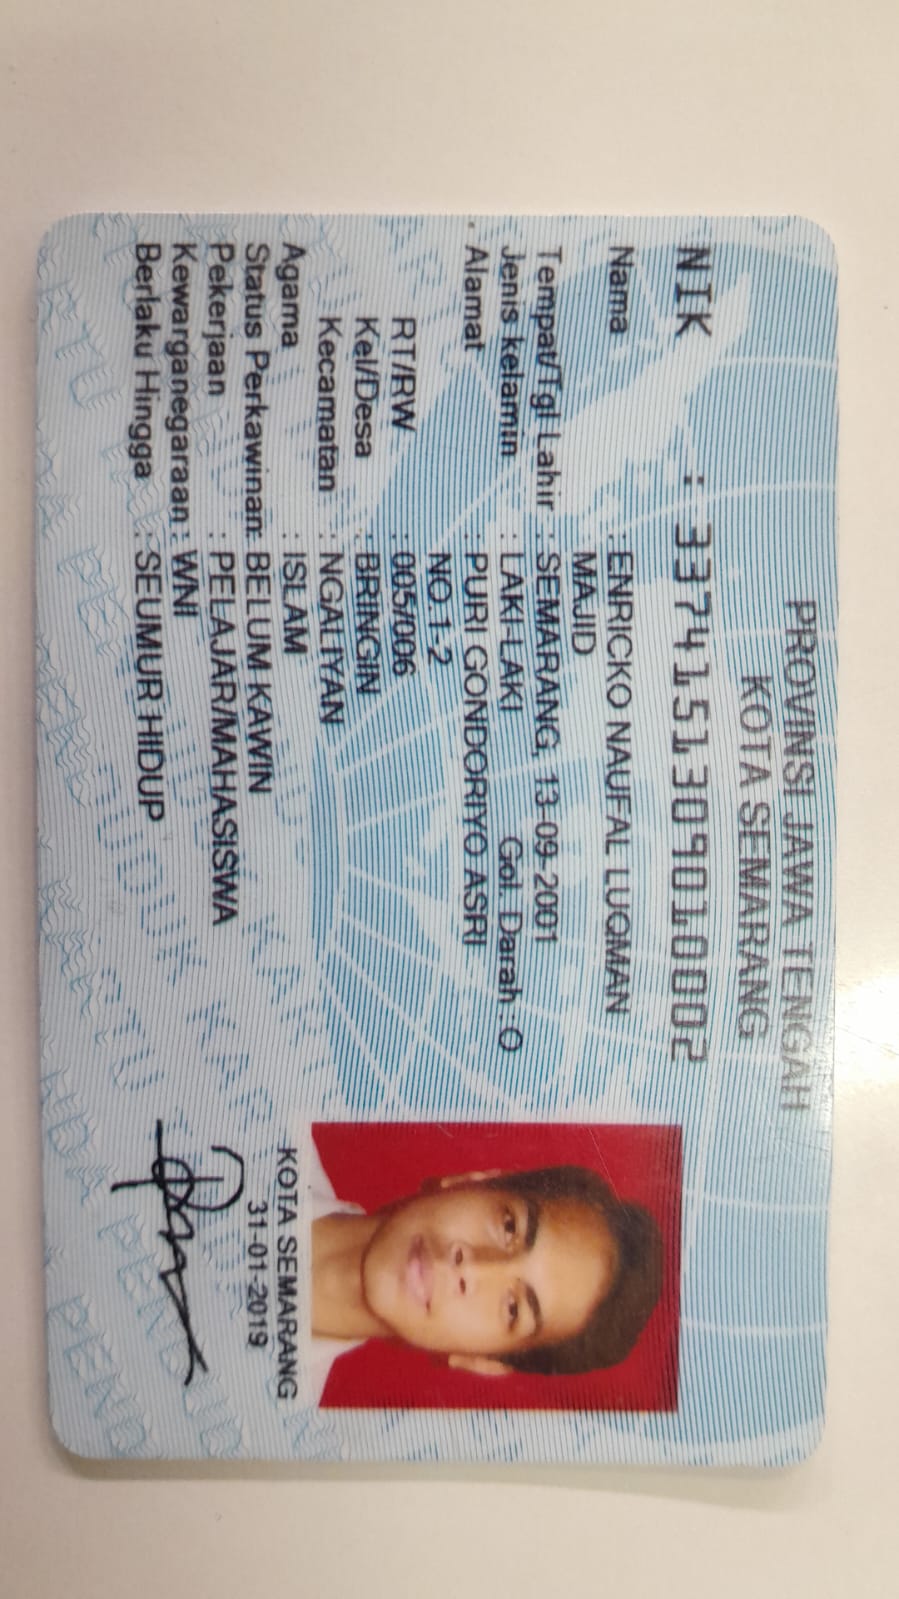 PROVINSI JAWA TENGAH
KOTA SEMARANG
NIK : 3374151309010002
Nama : ENRICKO NAUFAL LUQMAN
MAJID
Tempat/Tgl Lahir : SEMARANG, 13-09-2001
Jenis kelamin : LAKI-LAKI Gol. Darah : O
Alamat : PURI GONDORIYO ASRI
NO. 1-2
RT/RW : 005/006
Kel/Desa : BRINGIN
Kecamatan : NGALIYAN
Agama : ISLAM
Status Perkawinan: BELUM KAWIN
Pekerjaan : PELAJAR/MAHASISWA
Kewarganegaraan : WNI
Berlaku Hingga : SEUMUR HIDUP
KOTA SEMARANG
31-01-2019